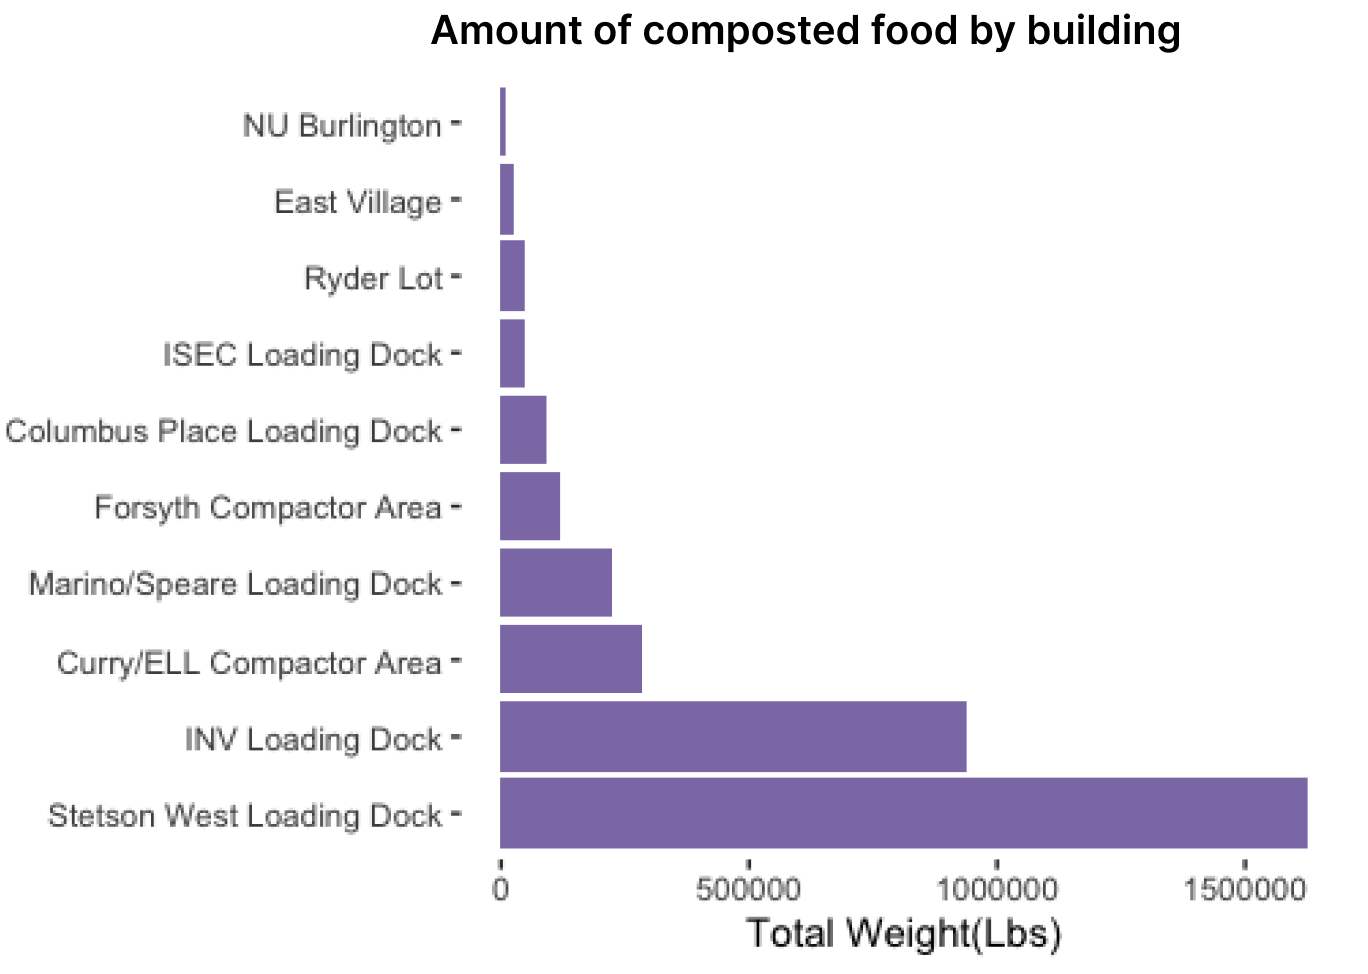 Amount of composted food by building
NU Burlington
East Village
Ryder Lot
ISEC Loading Dock
Columbus Place Loading Dock
Forsyth Compactor Area
Marino/Speare Loading Dock
Curry/ELL Compactor Area
INV Loading Dock
Stetson West Loading Dock
0 500000 1000000 1500000
Total Weight(Lbs)